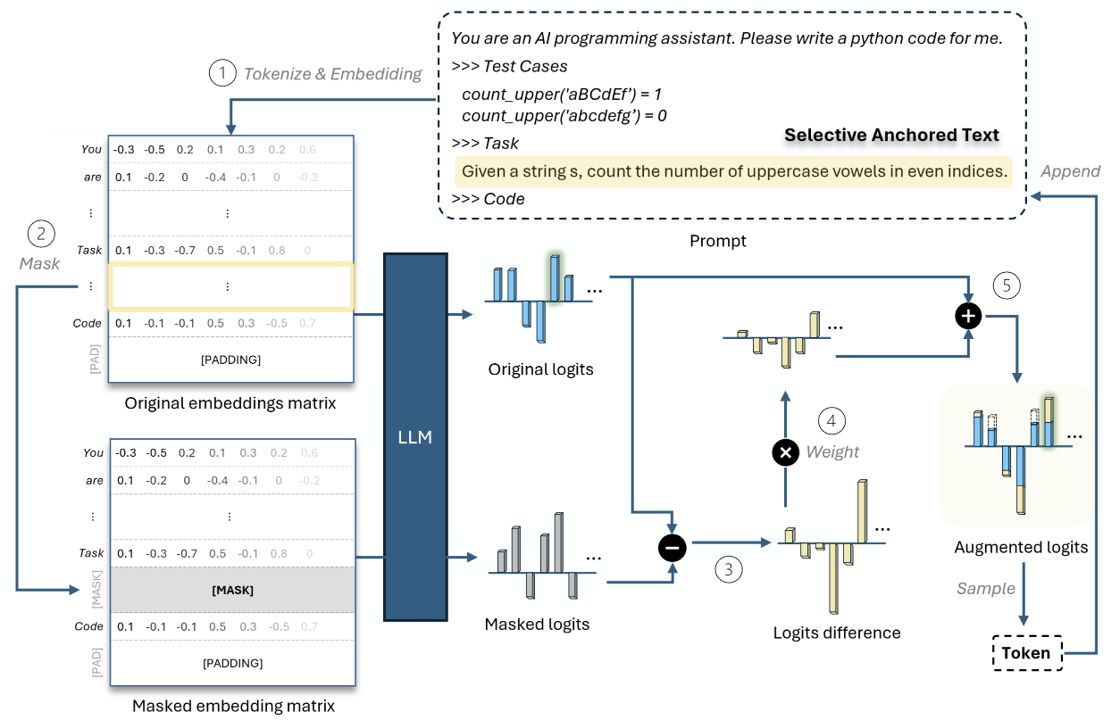 You are an AI programming assistant. Please write a python code for me.
>>> Test Cases
count_upper('aBCdEf') = 1
count_upper('abcdefg') = 0
>>> Task
Selective Anchored Text
Given a string s, count the number of uppercase vowels in even indices.
>>> Code
Prompt
1 Tokenize & Embediding
You -0.3 -0.5 0.2 0.1 0.3 0.2 0.6
are 0.1 -0.2 0 -0.4 -0.1 0 -0.2
⋮ ⋮
Task 0.1 -0.3 -0.7 0.5 -0.1 0.8 0
⋮ ⋮
Code 0.1 -0.1 -0.1 0.5 0.3 -0.5 0.7
[PAD] [PADDING]
Original embeddings matrix
2
Mask
You -0.3 -0.5 0.2 0.1 0.3 0.2 0.6
are 0.1 -0.2 0 -0.4 -0.1 0 -0.2
⋮ ⋮
Task 0.1 -0.3 -0.7 0.5 -0.1 0.8 0
[MASK] [MASK]
Code 0.1 -0.1 -0.1 0.5 0.3 -0.5 0.7
[PAD] [PADDING]
Masked embedding matrix
LLM
...
Original logits
...
Masked logits
−
3
...
Logits difference
×
4
Weight
...
+
5
...
Augmented logits
Sample
Token
Append